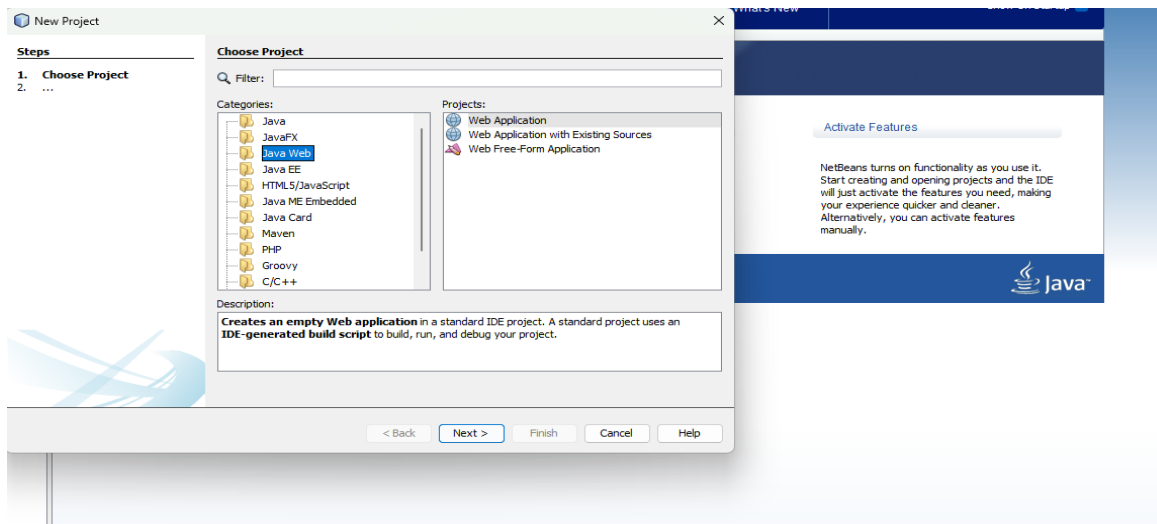 New Project
What's New
Steps
1. Choose Project
2. ...
Choose Project
Filter:
Categories:
Java
JavaFX
Java Web
Java EE
HTML5/JavaScript
Java ME Embedded
Java Card
Maven
PHP
Groovy
C/C++
Projects:
Web Application
Web Application with Existing Sources
Web Free-Form Application
Description:
Creates an empty Web application in a standard IDE project. A standard project uses an
IDE-generated build script to build, run, and debug your project.
< Back
Next >
Finish
Cancel
Help
Activate Features
NetBeans turns on functionality as you use it.
Start creating and opening projects and the IDE
will just activate the features you need, making
your experience quicker and cleaner.
Alternatively, you can activate features
manually.
Java